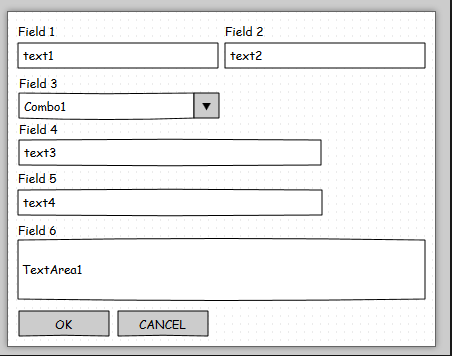 Field 1 Field 2
text1 text2
Field 3
Combo1
Field 4
text3
Field 5
text4
Field 6
TextArea1
OK CANCEL